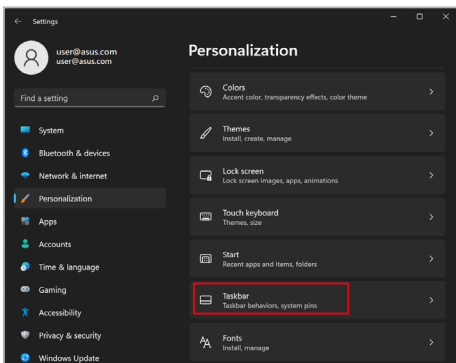 Settings
user@asus.com
user@asus.com
Find a setting
System
Bluetooth & devices
Network & internet
Personalization
Apps
Accounts
Time & language
Gaming
Accessibility
Privacy & security
Windows Update
Personalization
Colors
Accent color, transparency effects, color theme
Themes
Install, create, manage
Lock screen
Lock screen images, apps, animations
Touch keyboard
Themes, size
Start
Recent apps and items, folders
Taskbar
Taskbar behaviors, system pins
Fonts
Install, manage